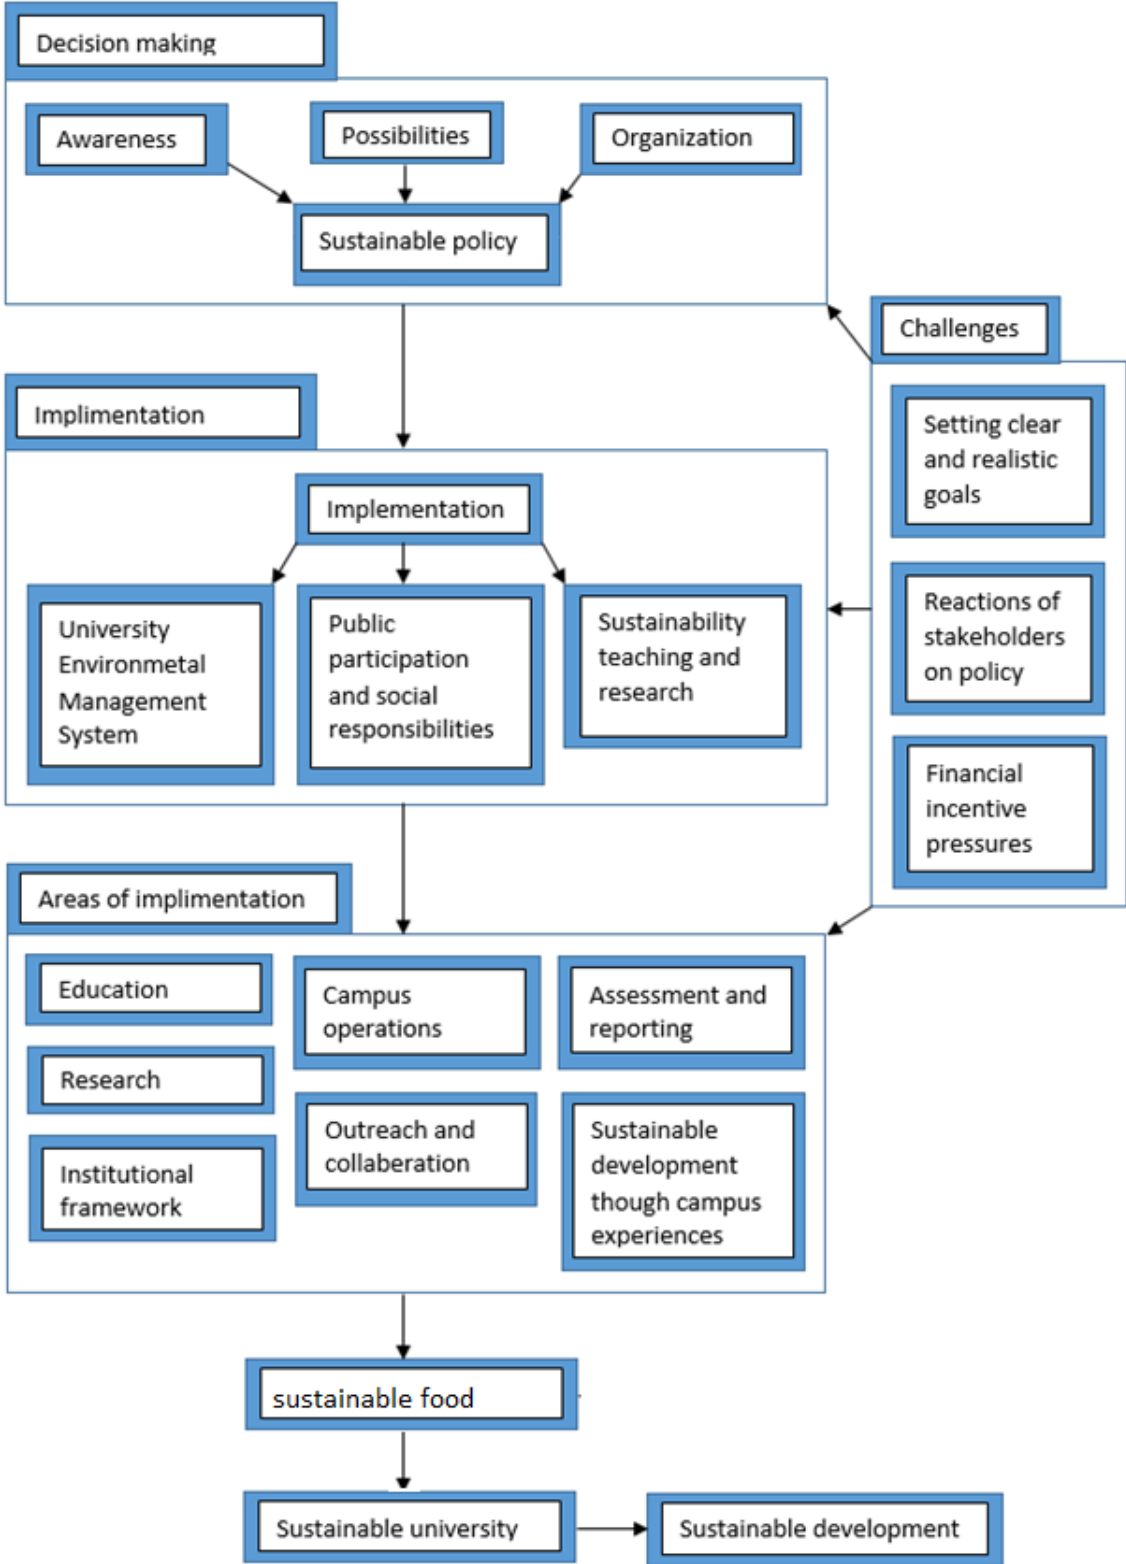 Decision making
Awareness
Possibilities
Organization
Sustainable policy
Challenges
Setting clear
and realistic
goals
Reactions of
stakeholders
on policy
Financial
incentive
pressures
Implimentation
Implementation
University
Environmetal
Management
System
Public
participation
and social
responsibilities
Sustainability
teaching and
research
Areas of implimentation
Education
Research
Institutional
framework
Campus
operations
Outreach and
collaberation
Assessment and
reporting
Sustainable
development
though campus
experiences
sustainable food
Sustainable university
Sustainable development